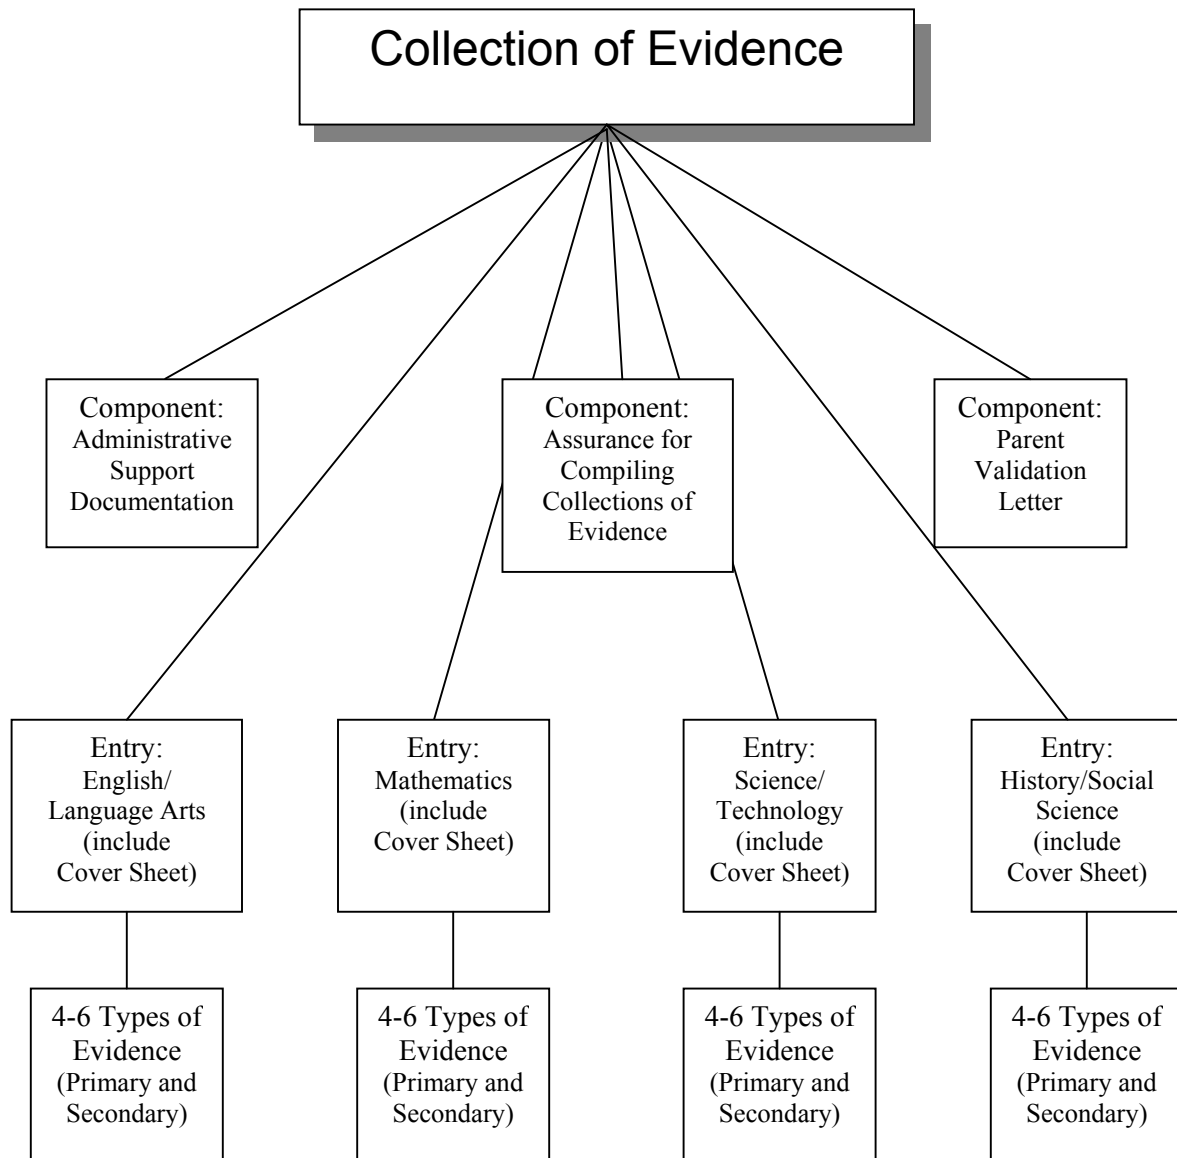 Collection of Evidence
Component:
Administrative
Support
Documentation
Component:
Assurance for
Compiling
Collections of
Evidence
Component:
Parent
Validation
Letter
Entry:
English/
Language Arts
(include
Cover Sheet)
Entry:
Mathematics
(include
Cover Sheet)
Entry:
Science/
Technology
(include
Cover Sheet)
Entry:
History/Social
Science
(include
Cover Sheet)
4-6 Types of
Evidence
(Primary and
Secondary)
4-6 Types of
Evidence
(Primary and
Secondary)
4-6 Types of
Evidence
(Primary and
Secondary)
4-6 Types of
Evidence
(Primary and
Secondary)